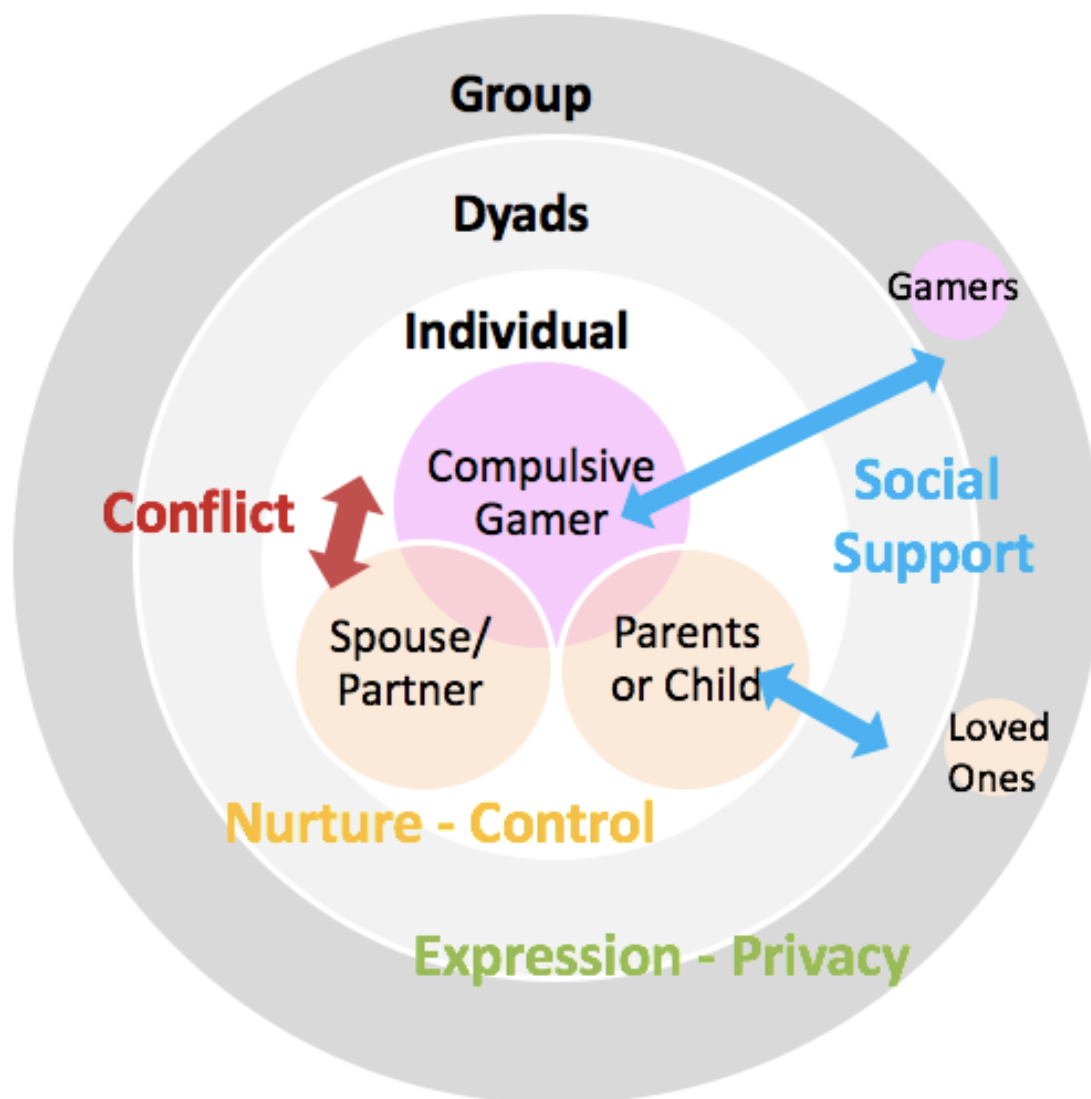 Group
Dyads
Individual
Gamers
Compulsive
Gamer
Social
Support
Conflict
Spouse/
Partner
Parents
or Child
Loved
Ones
Nurture - Control
Expression - Privacy